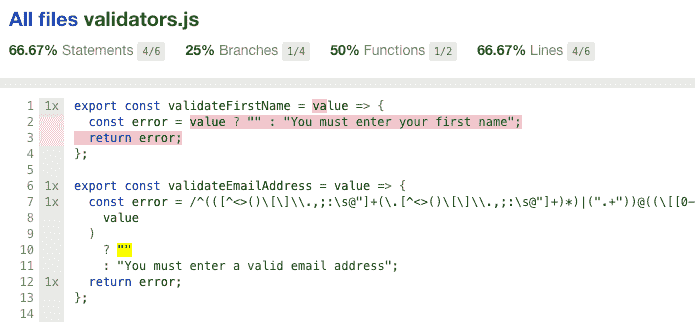 All files validators.js
66.67% Statements 4/6 25% Branches 1/4 50% Functions 1/2 66.67% Lines 4/6
1 1x export const validateFirstName = value => {
2 const error = value ? "" : "You must enter your first name";
3 return error;
4 };
5
6 1x export const validateEmailAddress = value => {
7 1x const error = /^(([^<>()\[\]\\.,;:\s@"]+(\.[^<>()\[\]\\.,;:\s@"]+)*)|(".+"))@((\[[0-
8 value
9 )
10 ? ""
11 : "You must enter a valid email address";
12 1x return error;
13 };
14